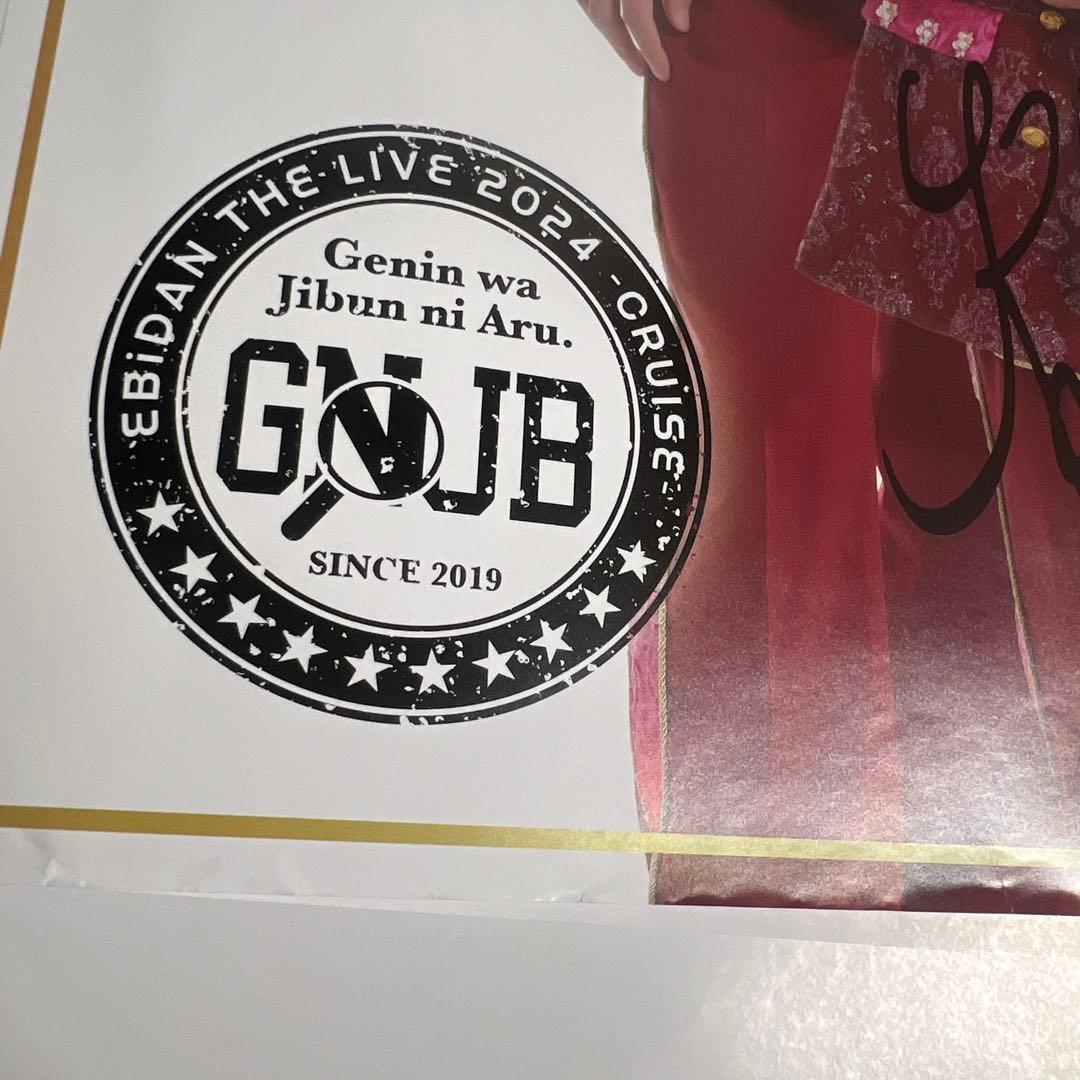 EBiDAN THE LIVE 2024 -CRUISE-
Genin wa
Jibun ni Aru.
GNJB
SINCE 2019